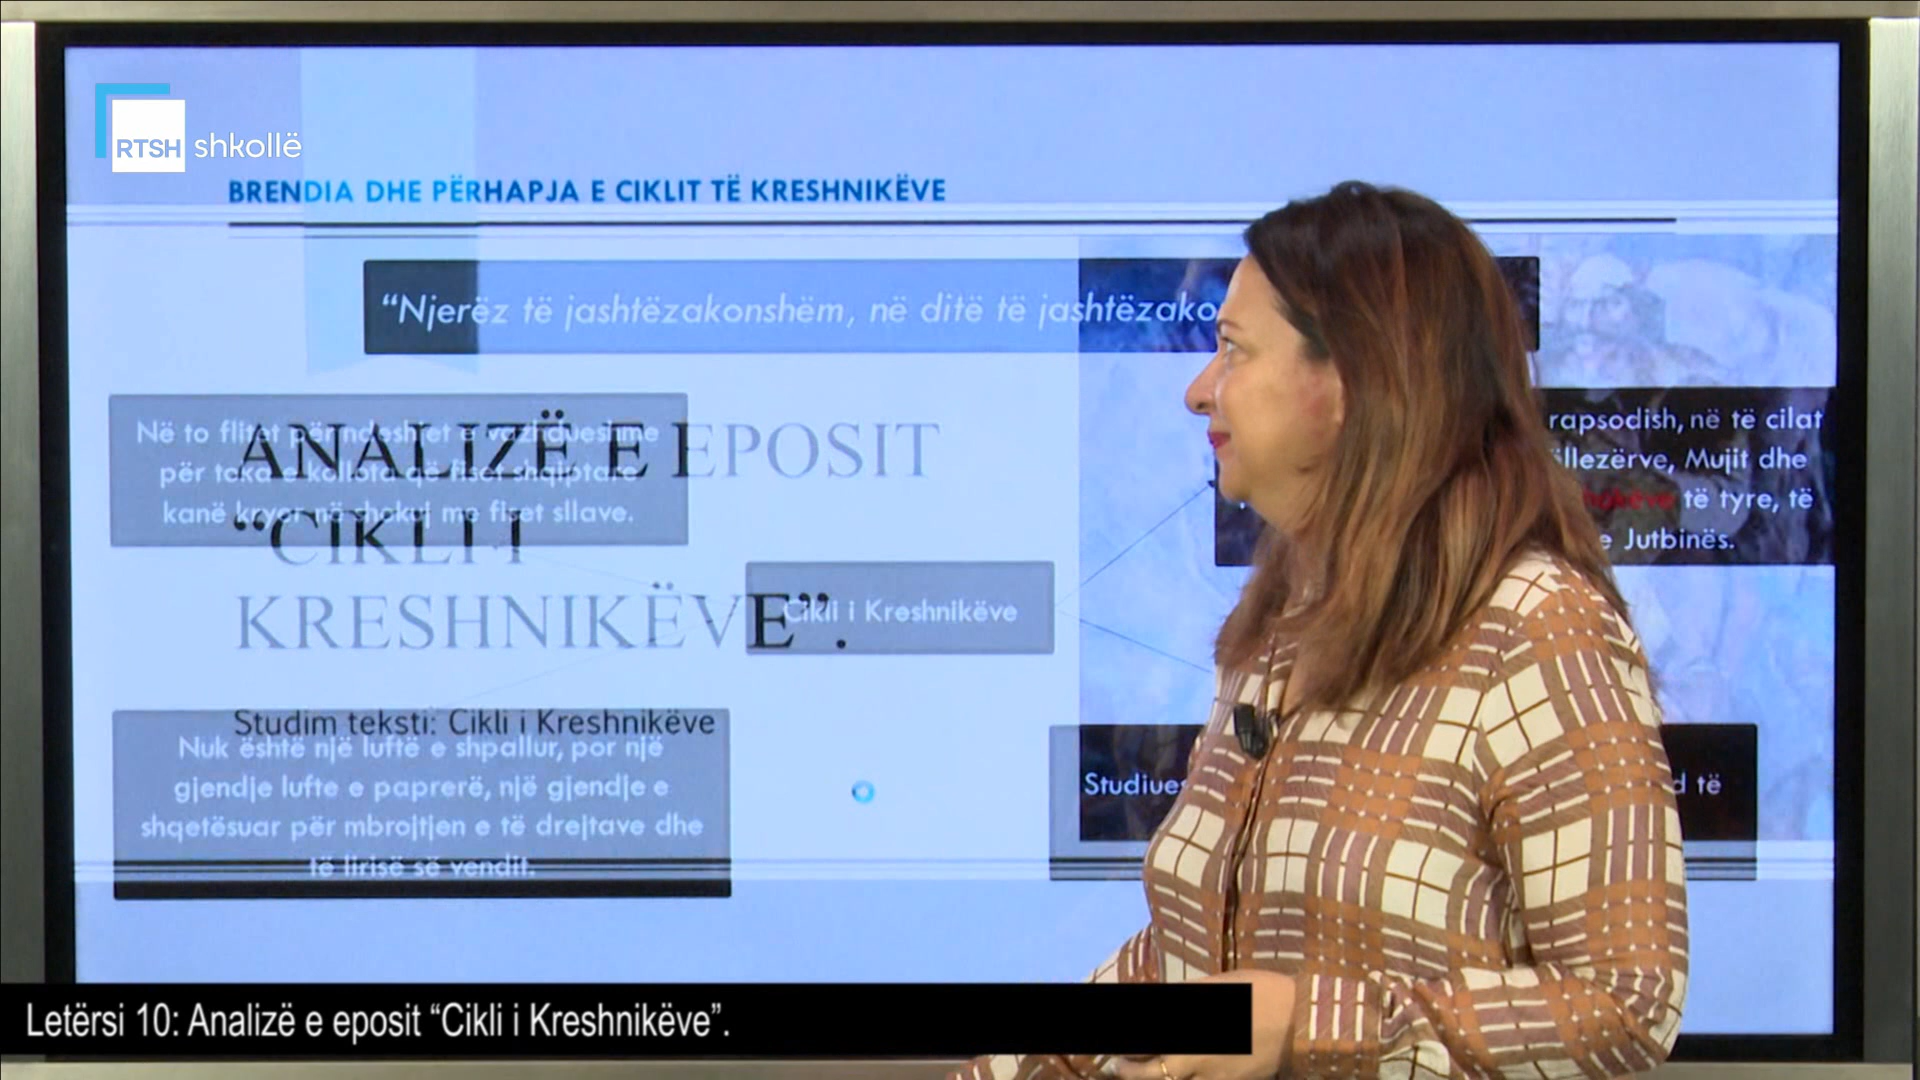 RTSH shkollë
BRENDIA DHE PËRHAPJA E CIKLIT TË KRESHNIKËVE
“Njerëz të jashtëzakonshëm, në ditë të jashtëzako
Në to flitet për ndeshjet e vazhdueshme
për toka e kullota që fiset shqiptare
kanë kryer në shekuj me fiset sllave.
ANALIZË E EPOSIT
“CIKLI I
KRESHNIKËVE”.
Cikli i Kreshnikëve
rapsodish, në të cilat
ëllezërve, Mujit dhe
të tyre, të
e Jutbinës.
Studim teksti: Cikli i Kreshnikëve
Nuk është një luftë e shpallur, por një
gjendje lufte e paprerë, një gjendje e
shqetësuar për mbrojtjen e të drejtave dhe
të lirisë së vendit.
Studiues
d të
Letërsi 10: Analizë e eposit “Cikli i Kreshnikëve”.